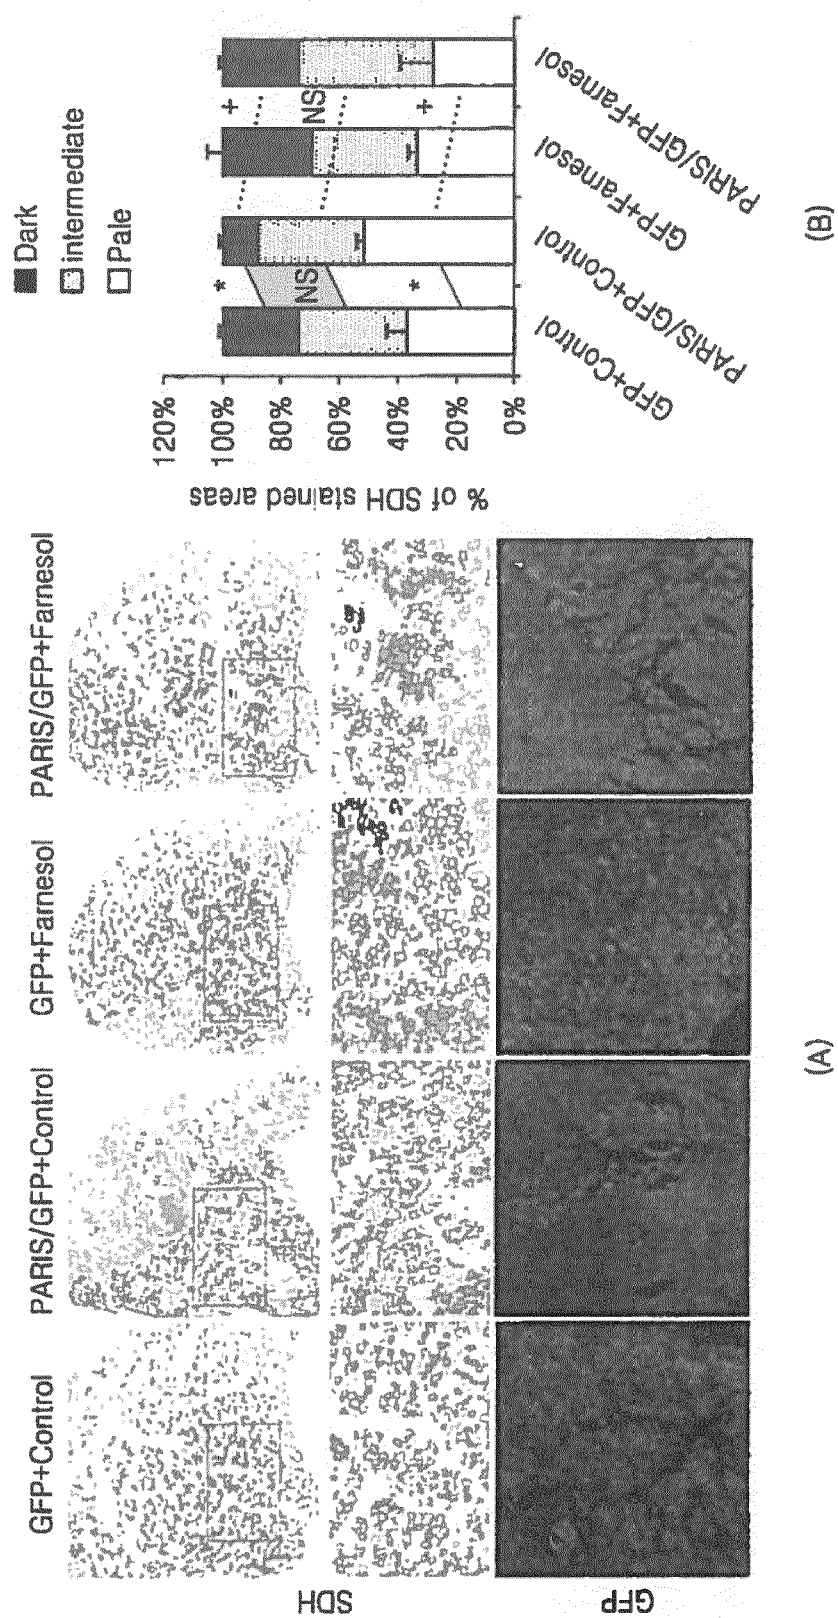 GFP+Control
PARIS/GFP+Control
GFP+Farnesol
PARIS/GFP+Farnesol
SDH
GFP
(A)
Dark
intermediate
Pale
% of SDH stained areas
120%
100%
80%
60%
40%
20%
0%
*
NS
*
+
NS
+
GFP+Control
PARIS/GFP+Control
GFP+Farnesol
PARIS/GFP+Farnesol
(B)